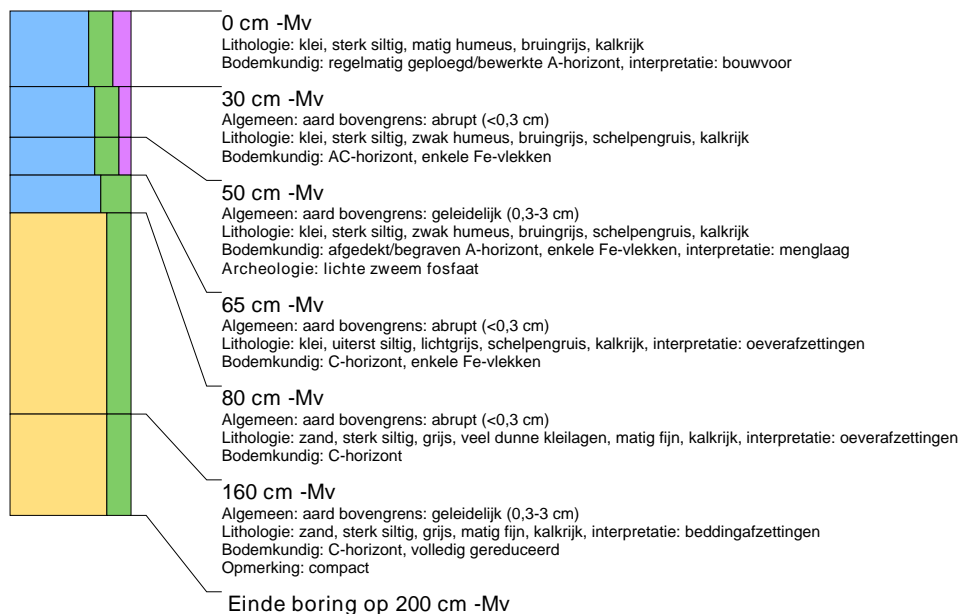 0 cm -Mv
Lithologie: klei, sterk siltig, matig humeus, bruingrijs, kalkrijk
Bodemkundig: regelmatig geploegd/bewerkte A-horizont, interpretatie: bouwvoor
30 cm -Mv
Algemeen: aard bovengrens: abrupt (<0,3 cm)
Lithologie: klei, sterk siltig, zwak humeus, bruingrijs, schelpengruis, kalkrijk
Bodemkundig: AC-horizont, enkele Fe-vlekken
50 cm -Mv
Algemeen: aard bovengrens: geleidelijk (0,3-3 cm)
Lithologie: klei, sterk siltig, zwak humeus, bruingrijs, schelpengruis, kalkrijk
Bodemkundig: afgedekt/begraven A-horizont, enkele Fe-vlekken, interpretatie: menglaag
Archeologie: lichte zweem fosfaat
65 cm -Mv
Algemeen: aard bovengrens: abrupt (<0,3 cm)
Lithologie: klei, uiterst siltig, lichtgrijs, schelpengruis, kalkrijk, interpretatie: oeverafzettingen
Bodemkundig: C-horizont, enkele Fe-vlekken
80 cm -Mv
Algemeen: aard bovengrens: abrupt (<0,3 cm)
Lithologie: zand, sterk siltig, grijs, veel dunne kleilagen, matig fijn, kalkrijk, interpretatie: oeverafzettingen
Bodemkundig: C-horizont
160 cm -Mv
Algemeen: aard bovengrens: geleidelijk (0,3-3 cm)
Lithologie: zand, sterk siltig, grijs, matig fijn, kalkrijk, interpretatie: beddingafzettingen
Bodemkundig: C-horizont, volledig gereduceerd
Opmerking: compact
Einde boring op 200 cm -Mv